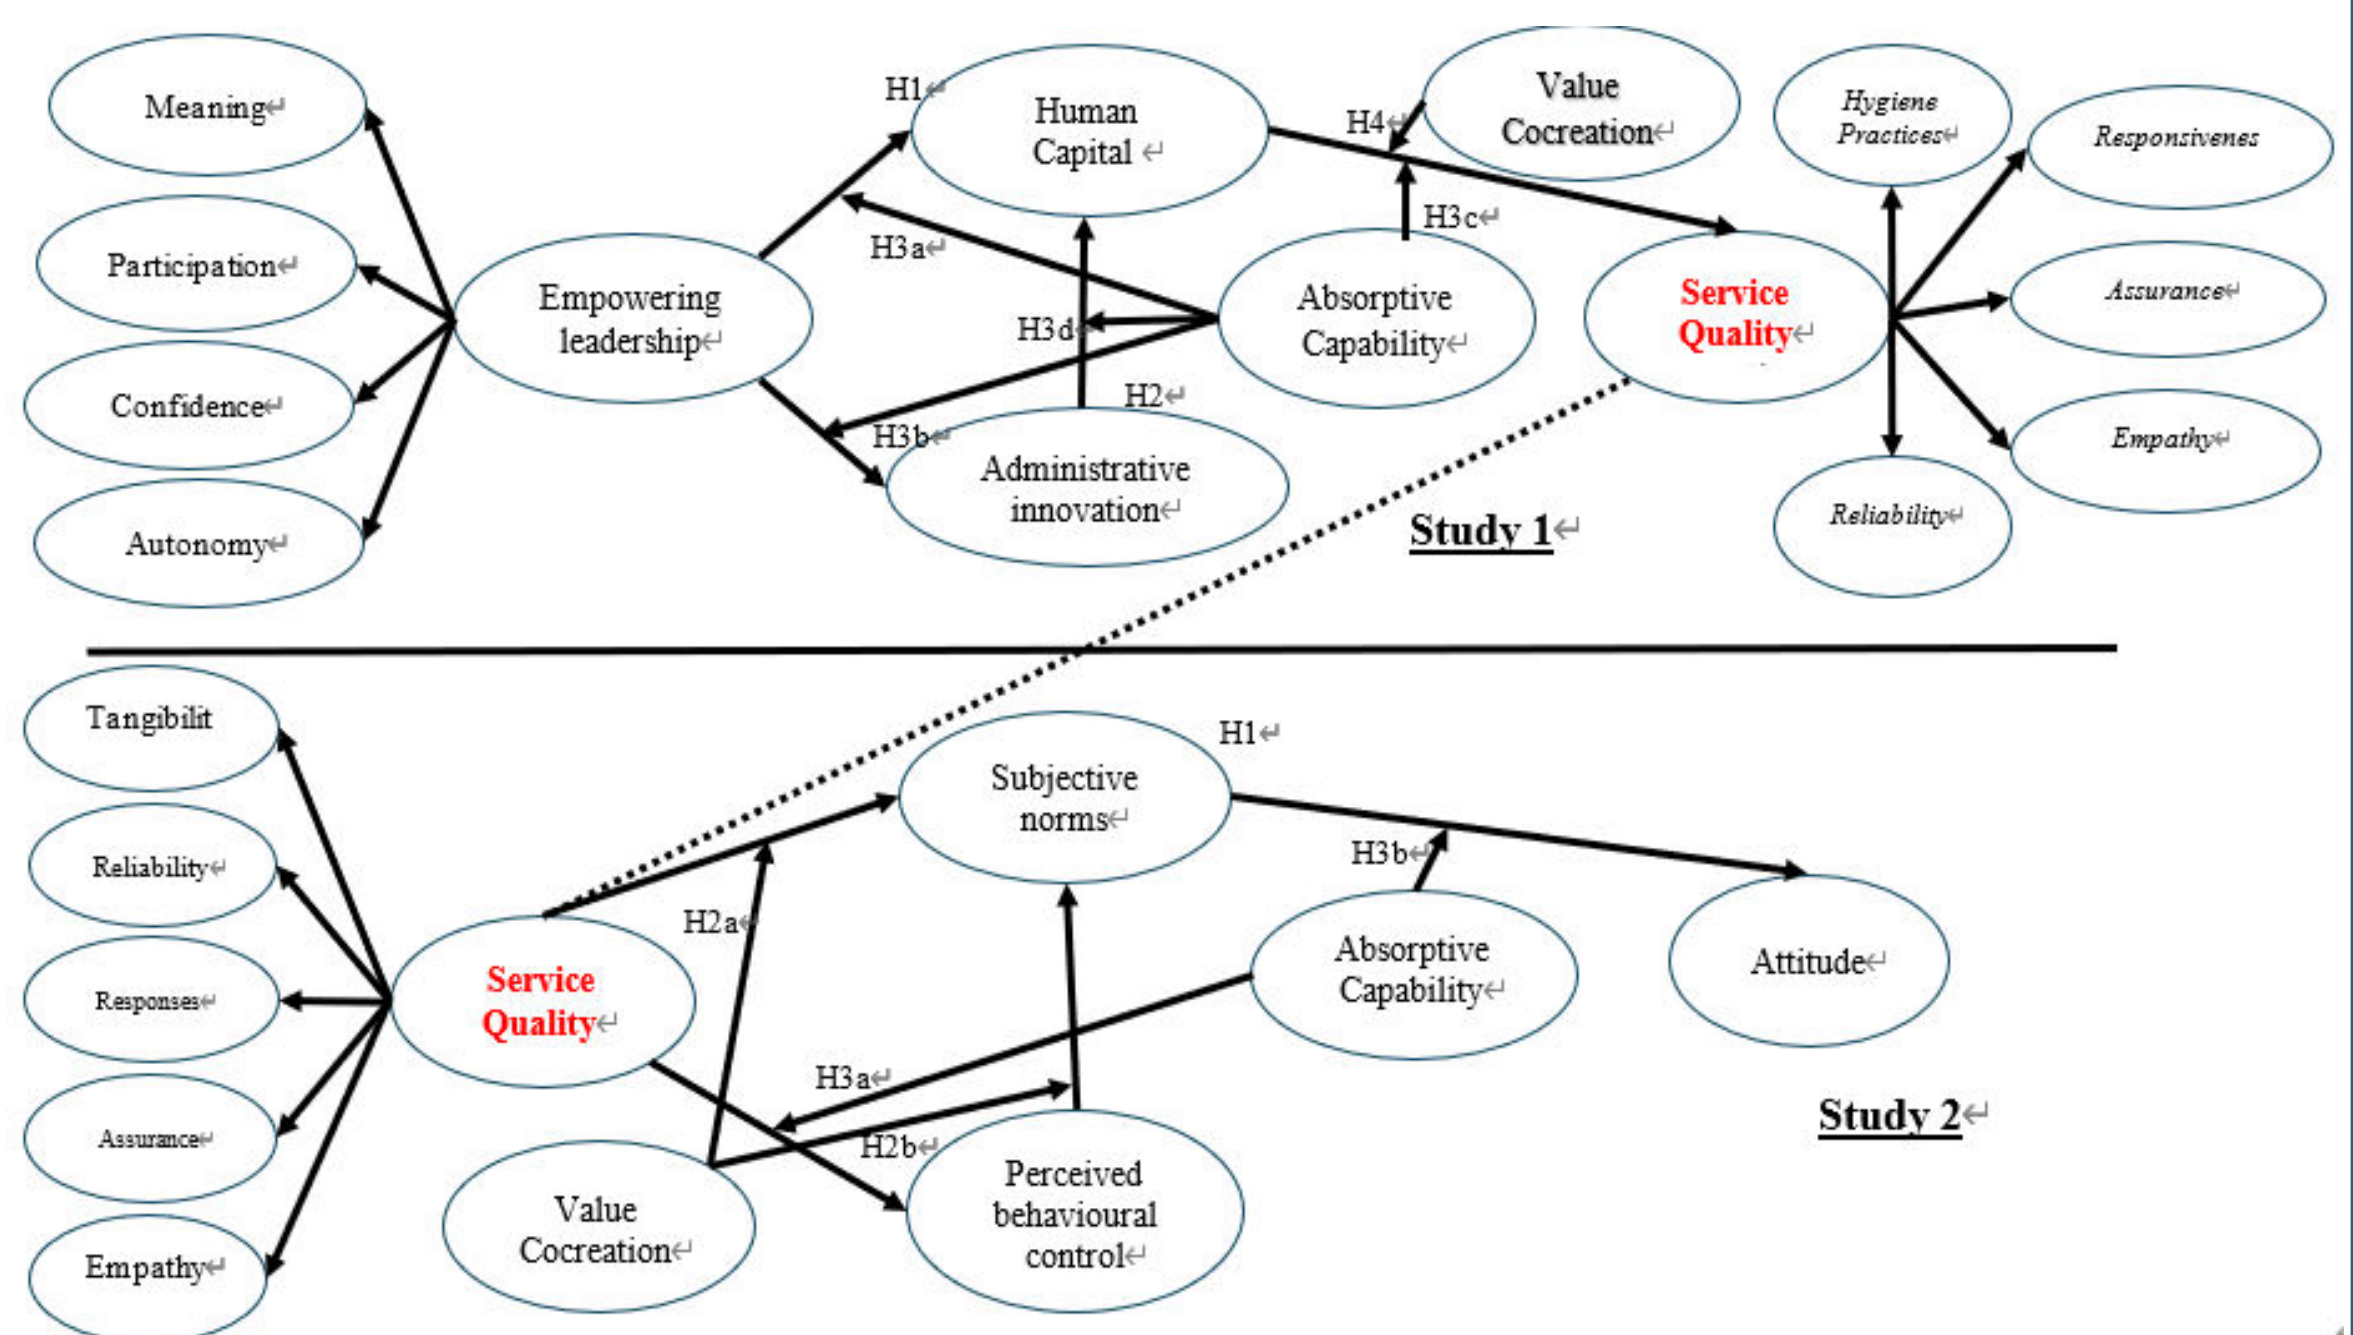 Meaning
Participation
Confidence
Autonomy
Empowering
leadership
H1
Human
Capital
H3a
H3d
H2
H3b
Administrative
innovation
H4
Value
Cocreation
H3c
Absorptive
Capability
Service
Quality
Hygiene
Practices
Responsivenes
Assurance
Empathy
Reliability
Study 1
Tangibilit
Reliability
Responses
Assurance
Empathy
Service
Quality
Subjective
norms
H1
H2a
H3b
Absorptive
Capability
Attitude
H3a
H2b
Value
Cocreation
Perceived
behavioural
control
Study 2